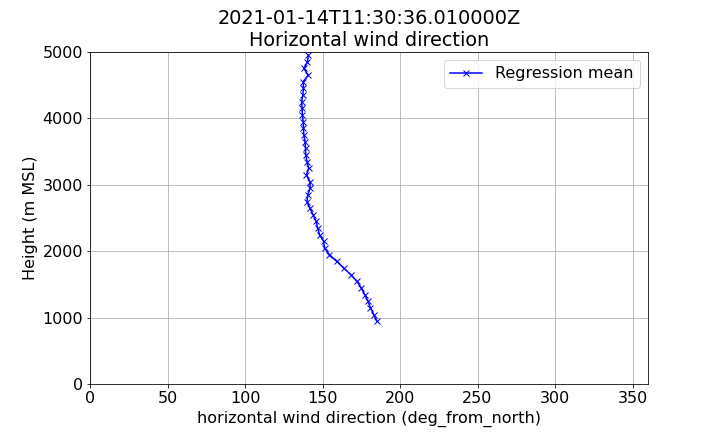 2021-01-14T11:30:36.010000Z
Horizontal wind direction
Regression mean
5000
4000
3000
2000
1000
0
Height (m MSL)
0 50 100 150 200 250 300 350
horizontal wind direction (deg_from_north)